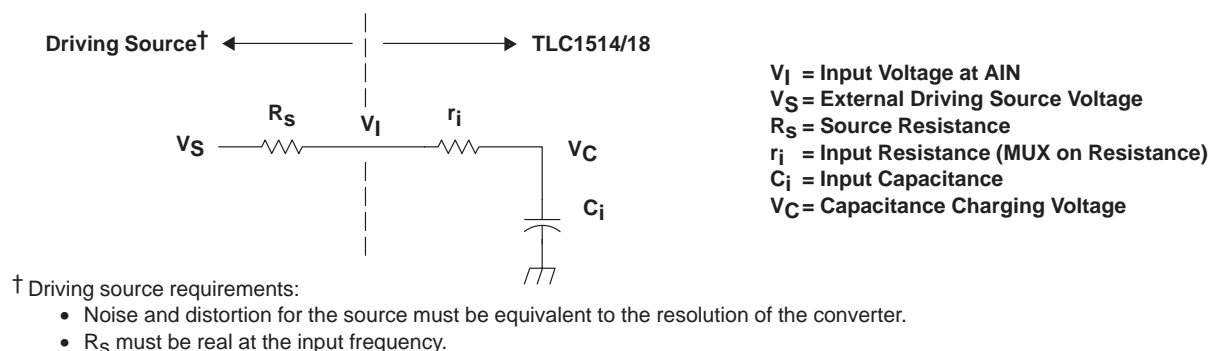 Driving Source† TLC1514/18
VI = Input Voltage at AIN
VS= External Driving Source Voltage
Rs = Source Resistance
ri = Input Resistance (MUX on Resistance)
Ci = Input Capacitance
VC= Capacitance Charging Voltage
Rs VI ri
VS VC
Ci
† Driving source requirements:
• Noise and distortion for the source must be equivalent to the resolution of the converter.
• Rs must be real at the input frequency.